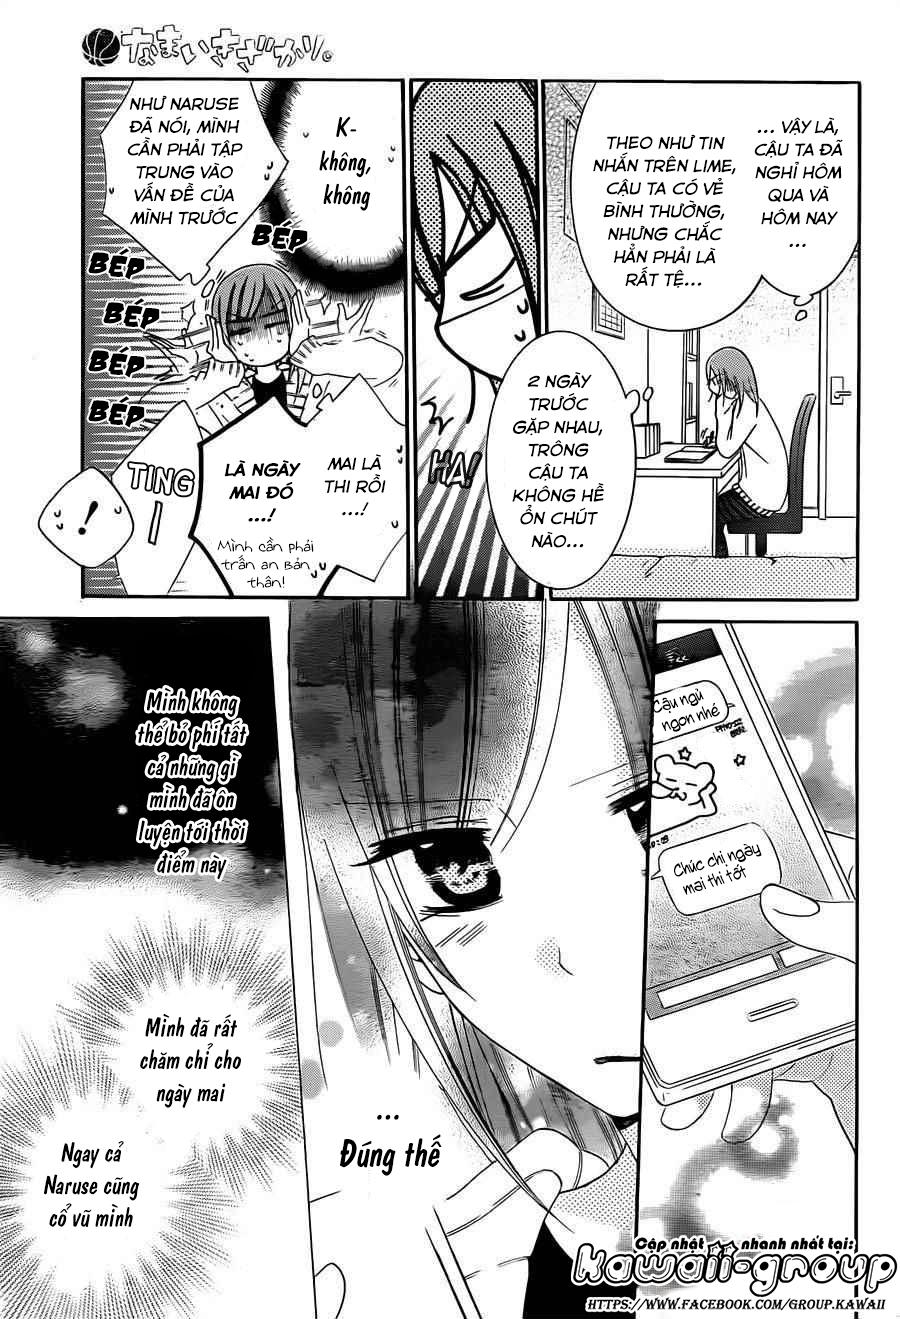 なまいきざかり。
... VẬY LÀ,
CẬU TA ĐÃ
NGHỈ HÔM
QUA VÀ
HÔM NAY
...
THEO NHƯ TIN
NHẮN TRÊN LIME,
CẬU TA CÓ VẺ
BÌNH THƯỜNG,
NHƯNG CHẮC
HẲN PHẢI LÀ
RẤT TỆ...
2 NGÀY
TRƯỚC
GẶP NHAU,
TRÔNG
CẬU TA
KHÔNG HỀ
ỔN CHÚT
NÀO...
HA!
K-
không,
không
NHƯ NARUSE
ĐÃ NÓI, MÌNH
CẦN PHẢI TẬP
TRUNG VÀO
VẤN ĐỀ CỦA
MÌNH TRƯỚC
BÉP
BÉP
BÉP
BÉP
BÉP
MAI LÀ
THI RỒI
...!
LÀ NGÀY
MAI ĐÓ
...!
Mình cần phải
trấn an Bản
thân!
TING
!
Cậu ngủ
ngon nhé
Chúc chị ngày
mai thi tốt
Mình không
thể bỏ phí tất
cả những gì
mình đã ôn
luyện tới thời
điểm này
Mình đã rất
chăm chỉ cho
ngày mai
Ngay cả
Naruse cũng
cổ vũ mình
...
Đúng thế
Cập nhật nhanh nhất tại:
kawaii-group
HTTPS://WWW.FACEBOOK.COM/GROUP.KAWAII